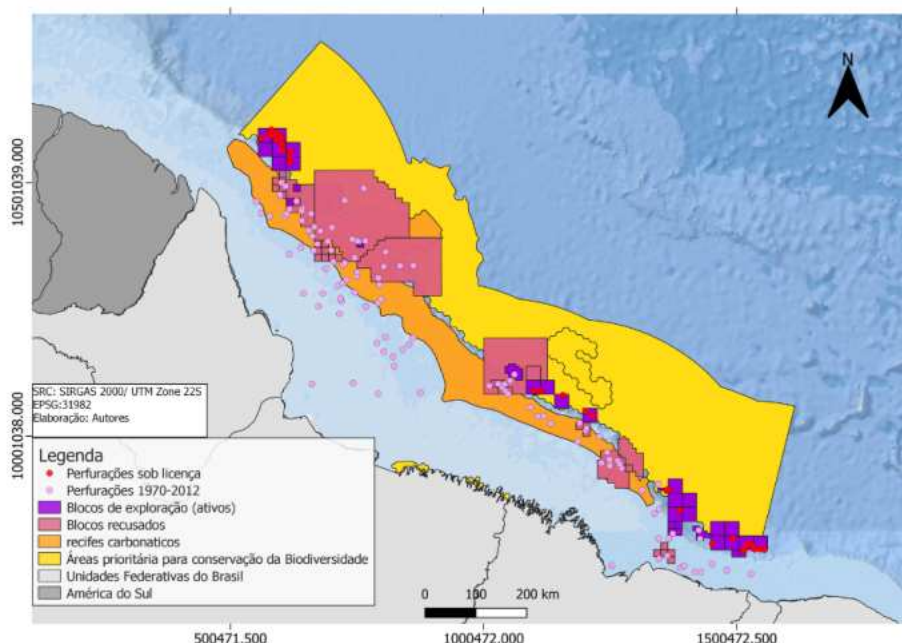 N
10501039.000
10001038.000
SRC: SIRGAS 2000/ UTM Zone 22S
EPSG:31982
Elaboração: Autores
Legenda
Perfurações sob licença
Perfurações 1970-2012
Blocos de exploração (ativos)
Blocos recusados
recifes carbonaticos
Áreas prioritária para conservação da Biodiversidade
Unidades Federativas do Brasil
América do Sul
0 100 200 km
500471.500 1000472.000 1500472.500